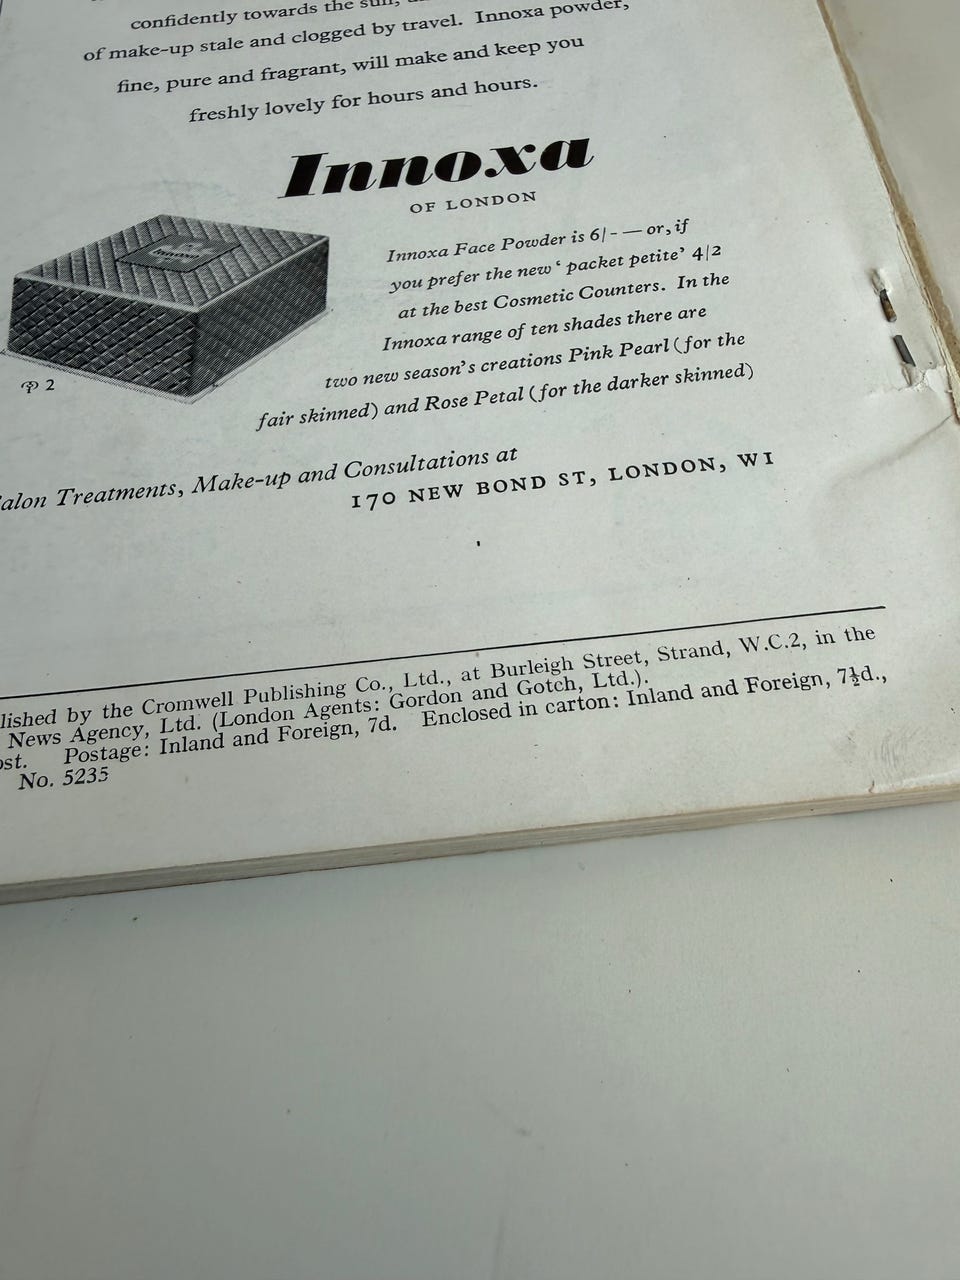 confidently towards the sun,
of make-up stale and clogged by travel. Innoxa powder,
fine, pure and fragrant, will make and keep you
freshly lovely for hours and hours.
Innoxa
OF LONDON
Innoxa
Innoxa Face Powder is 6/- — or, if
you prefer the new ‘packet petite’ 4/2
at the best Cosmetic Counters. In the
Innoxa range of ten shades there are
two new season's creations Pink Pearl (for the
fair skinned) and Rose Petal (for the darker skinned)
2
alon Treatments, Make-up and Consultations at
170 NEW BOND ST, LONDON, W1
lished by the Cromwell Publishing Co., Ltd., at Burleigh Street, Strand, W.C.2, in the
News Agency, Ltd. (London Agents: Gordon and Gotch, Ltd.).
ost. Postage: Inland and Foreign, 7d. Enclosed in carton: Inland and Foreign, 7½d.,
No. 5235